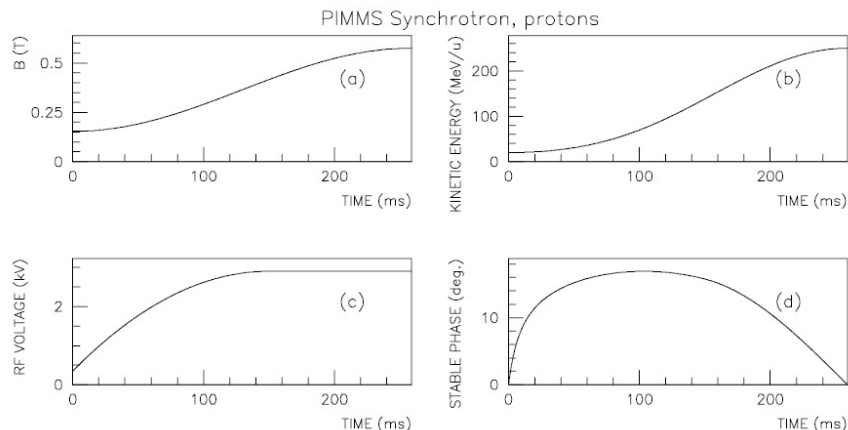 PIMMS Synchrotron, protons
B (T)
0.5
0.25
0
(a)
0
100
200
TIME (ms)
KINETIC ENERGY (MeV/u)
200
100
0
(b)
0
100
200
TIME (ms)
RF VOLTAGE (kV)
2
0
(c)
0
100
200
TIME (ms)
STABLE PHASE (deg.)
10
0
(d)
0
100
200
TIME (ms)